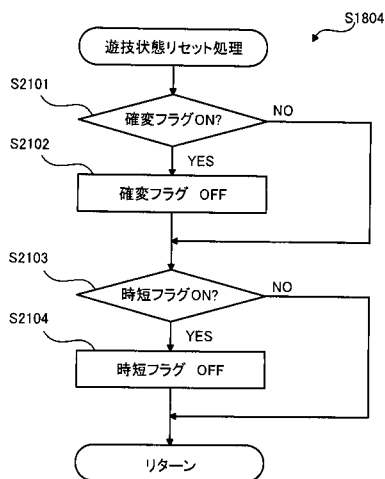 S1804
遊技状態リセット処理
S2101
確変フラグON?
NO
YES
S2102
確変フラグ OFF
S2103
時短フラグON?
NO
YES
S2104
時短フラグ OFF
リターン